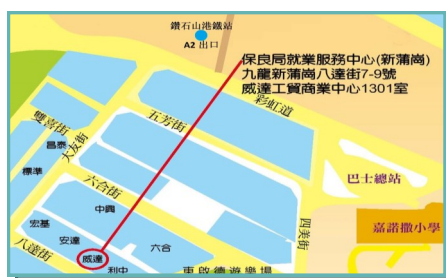 鑽石山港鐵站
A2 出口
保良局就業服務中心(新蒲崗)
九龍新蒲崗八達街7-9號
威達工貿商業中心1301室
彩虹道
五芳街
雙喜街
昌泰
大友街
標準
巴士總站
六合街
中興
四美街
嘉諾撒小學
宏基
安達
六合
八達街
威達
利中
東啟德遊樂場